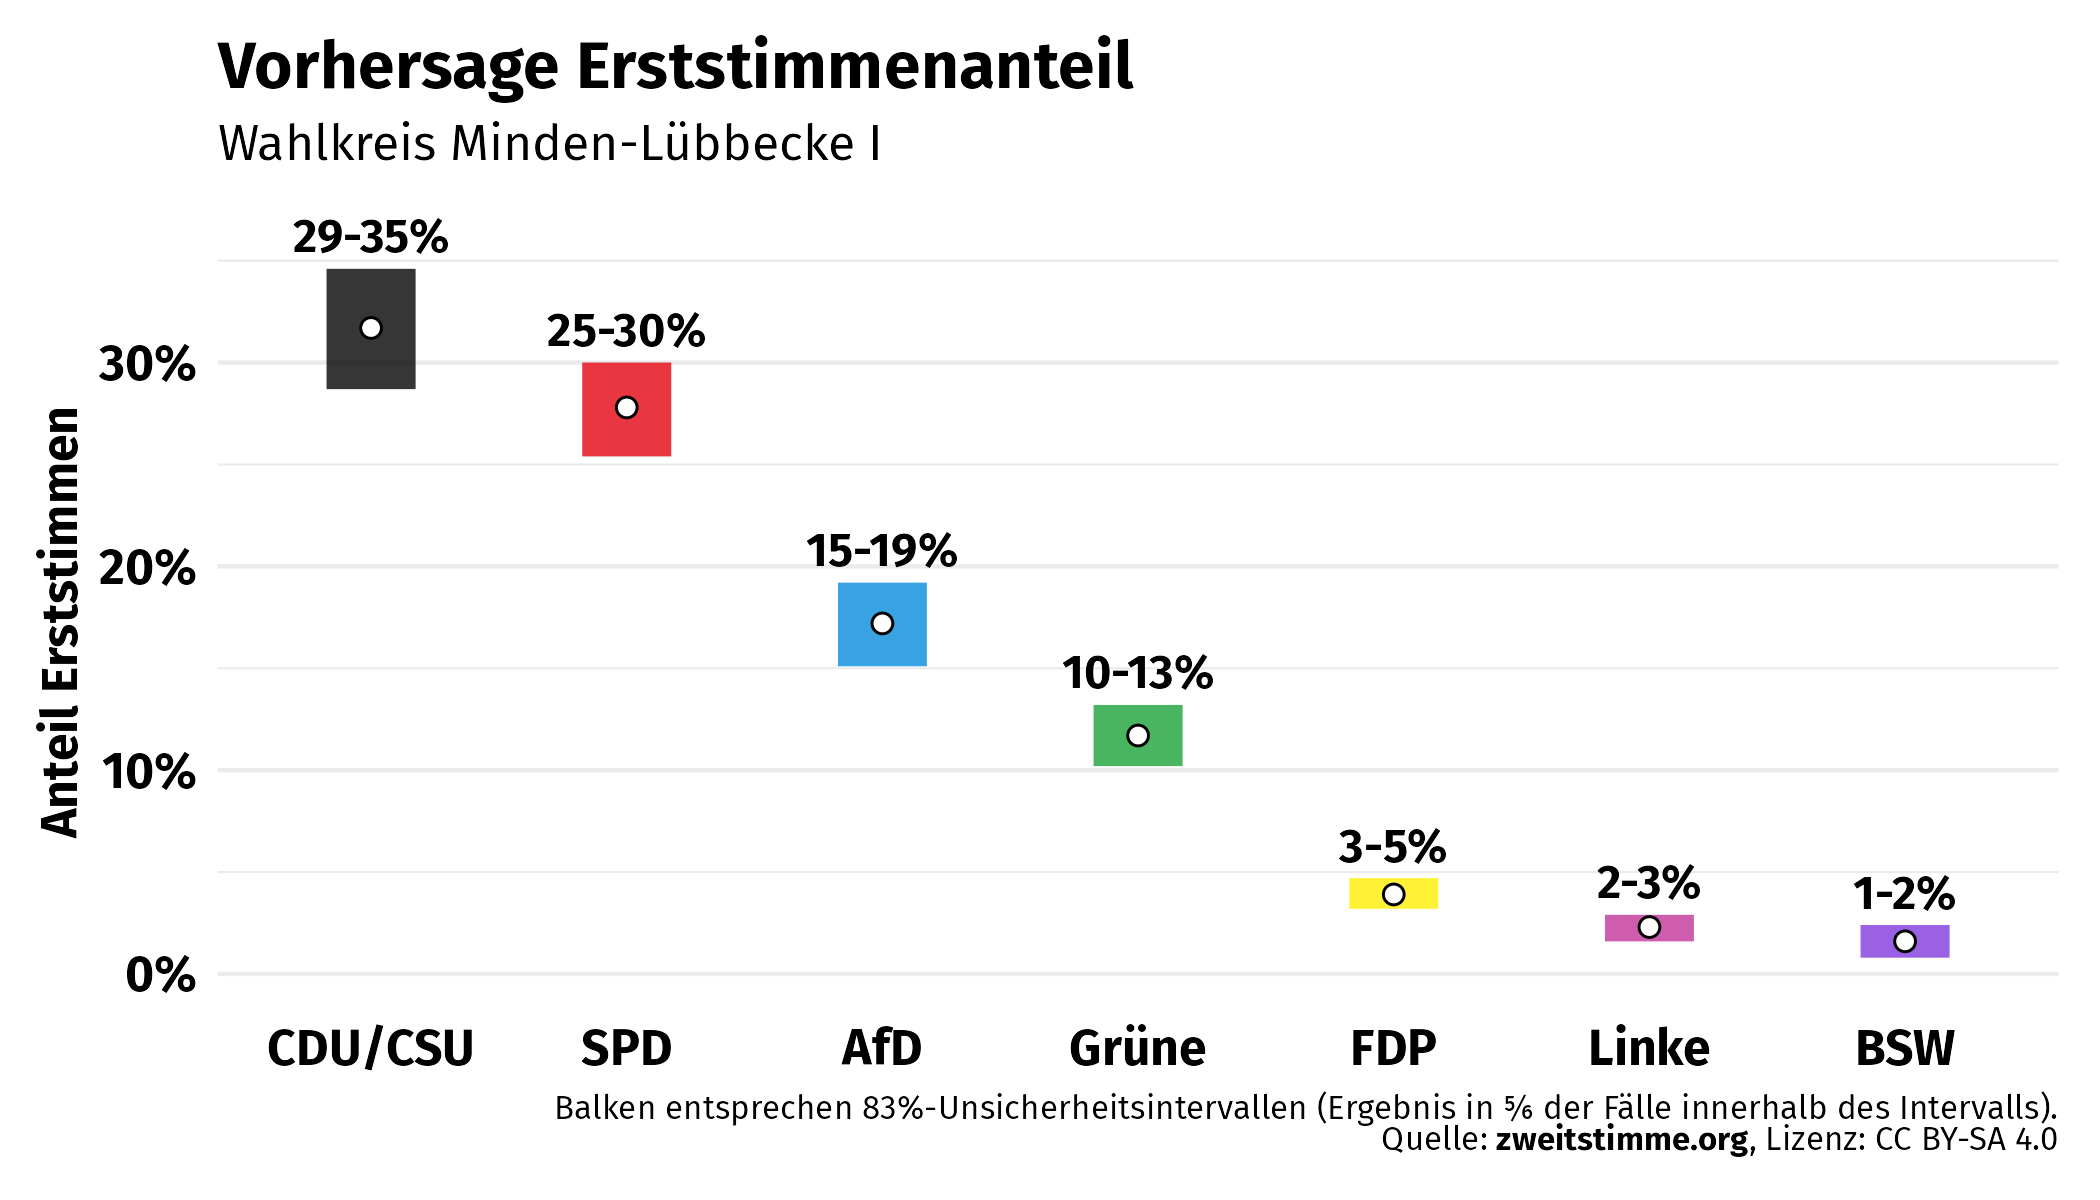 Vorhersage Erststimmenanteil
Wahlkreis Minden-Lübbecke I
29-35%
25-30%
30%
15-19%
20%
10-13%
10%
3-5%
2-3%
1-2%
0%
Anteil Erststimmen
CDU/CSU SPD AfD Grüne FDP Linke BSW
Balken entsprechen 83%-Unsicherheitsintervallen (Ergebnis in ⅚ der Fälle innerhalb des Intervalls).
Quelle: zweitstimme.org, Lizenz: CC BY-SA 4.0